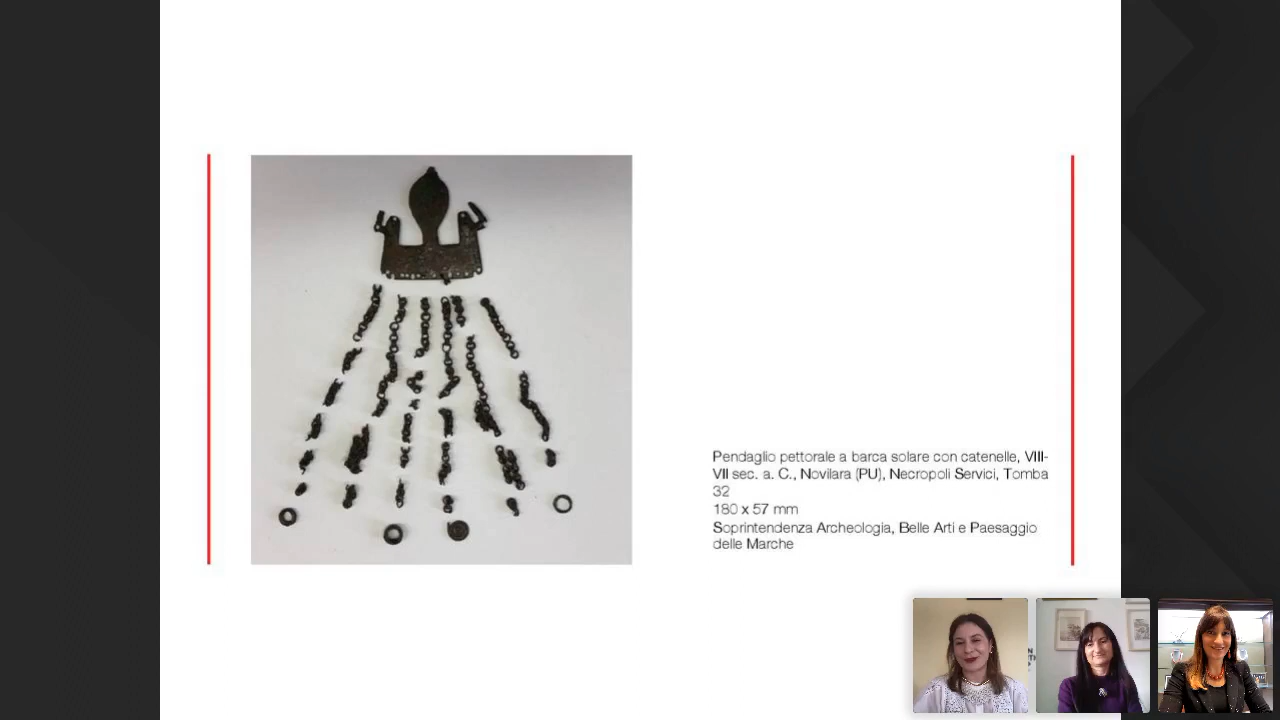 Pendaglio pettorale a barca solare con catenelle, VIII-
VII sec. a. C., Novilara (PU), Necropoli Servici, Tomba
32
180 x 57 mm
Soprintendenza Archeologia, Belle Arti e Paesaggio
delle Marche